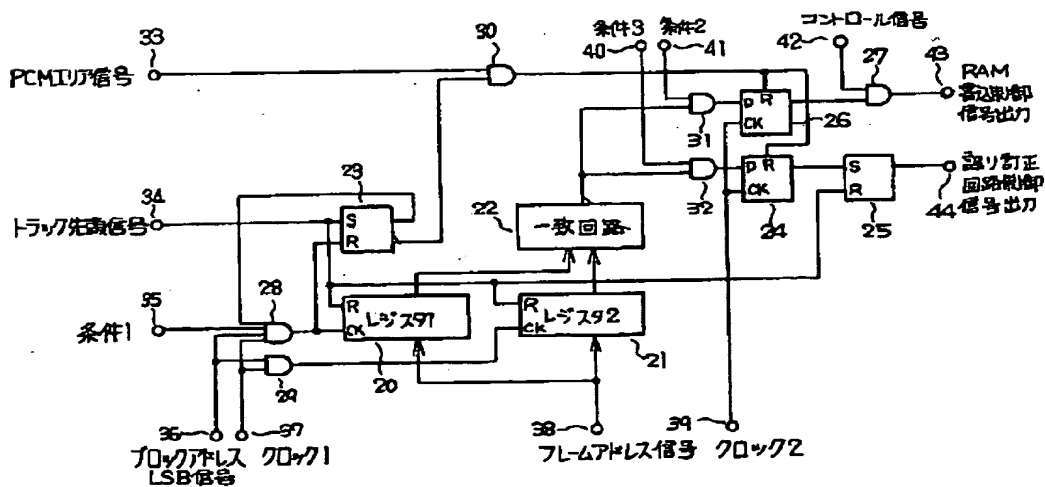 33
PCMエリア信号
30
条件3
40
条件2
41
コントロール信号
42
27
43
RAM
書込制御
信号出力
D R
CK
26
31
34
トラック先頭信号
23
S
R
22
一致回路
32
D R
CK
24
S
R
25
44
誤り訂正
回路制御
信号出力
35
条件1
28
29
R
CK
レジスタ1
20
R
CK
レジスタ2
21
36
37
38
39
ブロックアドレス
LSB信号
クロック1
フレームアドレス信号
クロック2